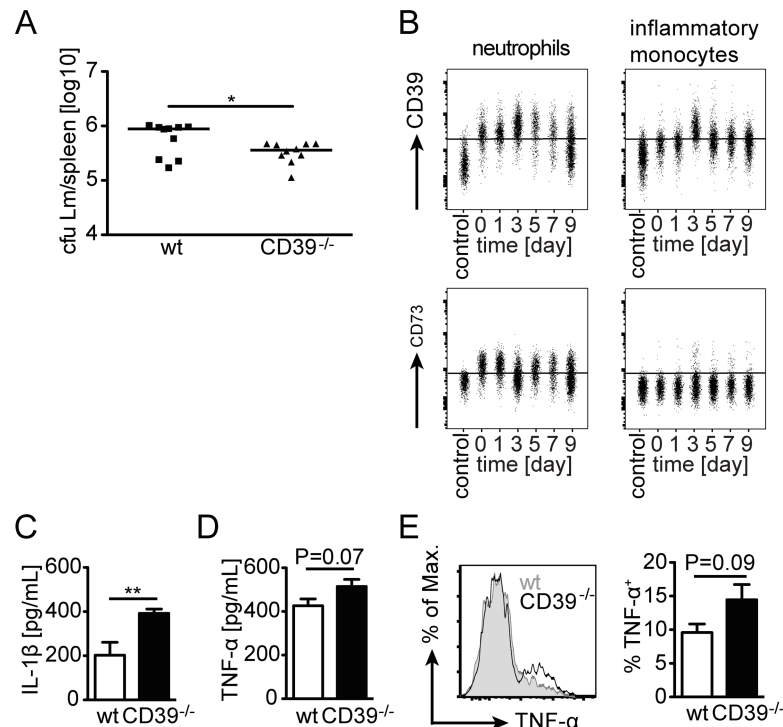 A
cfu Lm/spleen [log10]
7
6
5
4
*
wt
CD39-/-
B
neutrophils
inflammatory
monocytes
CD39
control 0 1 3 5 7 9
time [day]
control 0 1 3 5 7 9
time [day]
CD73
control 0 1 3 5 7 9
time [day]
control 0 1 3 5 7 9
time [day]
C
IL-1β [pg/mL]
600
400
200
0
**
wt CD39-/-
D
TNF-α [pg/mL]
600
400
200
0
P=0.07
wt CD39-/-
E
% of Max.
wt
CD39-/-
TNF-α
% TNF-α+
20
15
10
5
0
P=0.09
wt CD39-/-